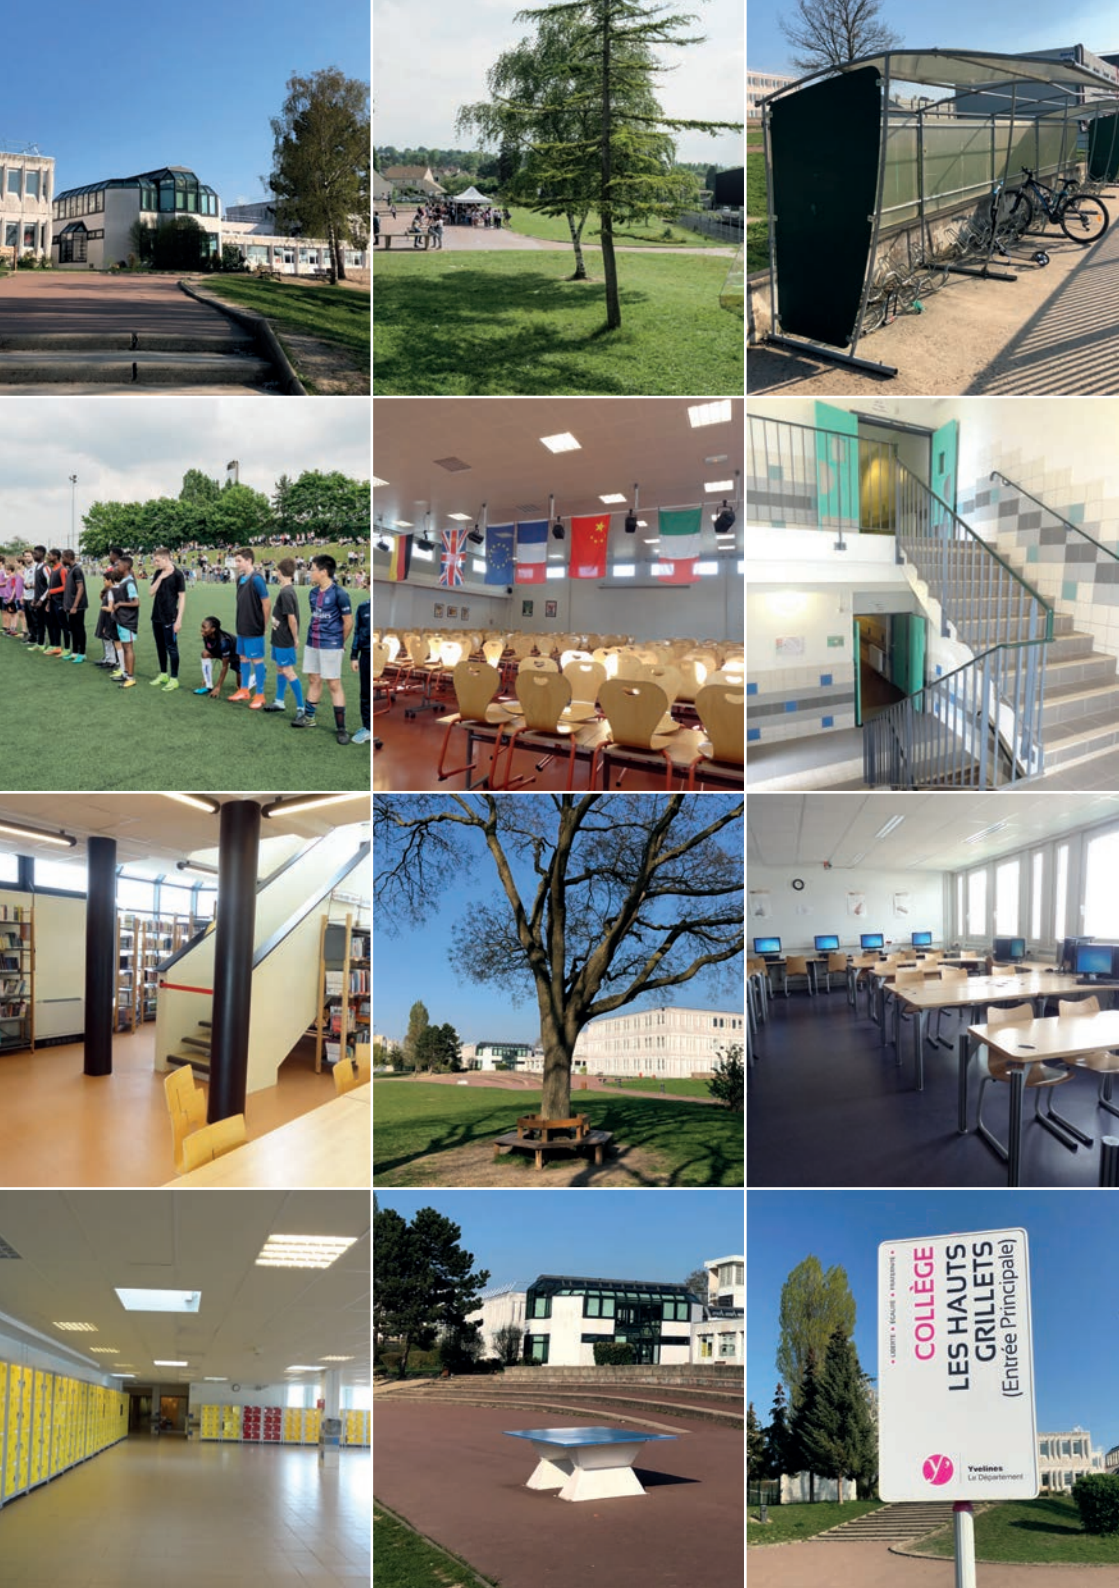 • LIBERTÉ • ÉGALITÉ • FRATERNITÉ •
COLLÈGE
LES HAUTS
GRILLETS
(Entrée Principale)
Yvelines
Le Département